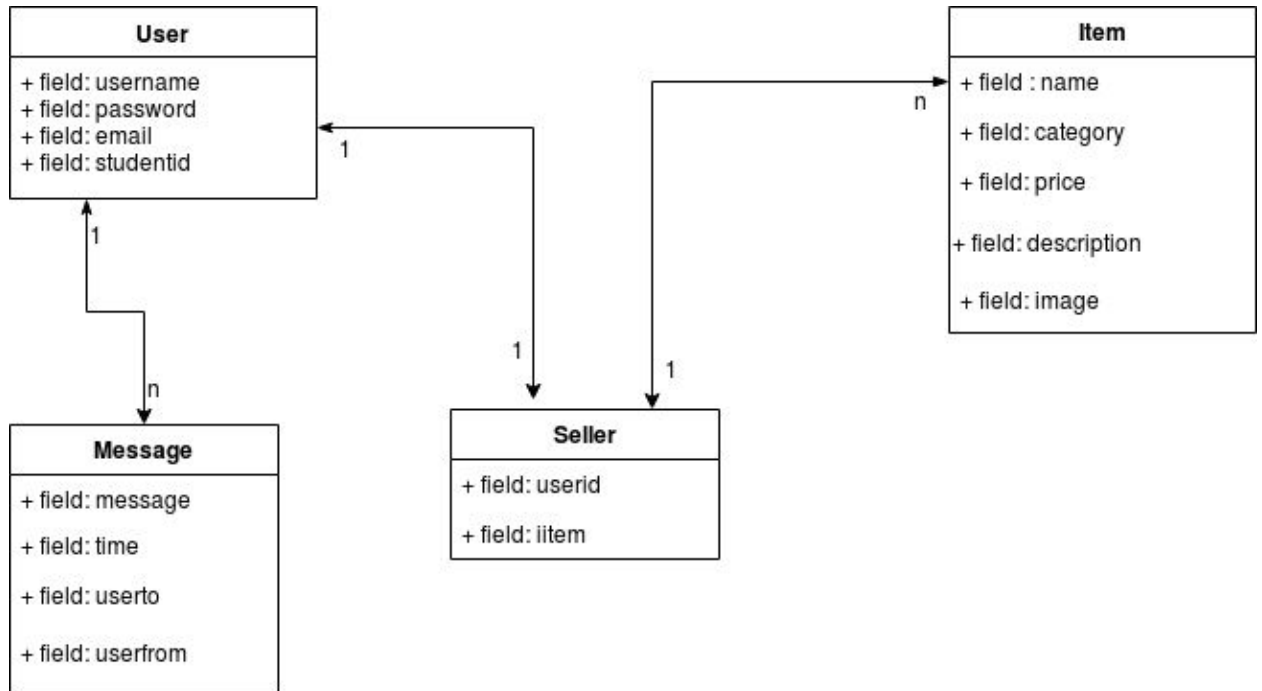 User
+ field: username
+ field: password
+ field: email
+ field: studentid
1
1
n
Message
+ field: message
+ field: time
+ field: userto
+ field: userfrom
1
1
Seller
+ field: userid
+ field: iitem
n
Item
+ field : name
+ field: category
+ field: price
+ field: description
+ field: image